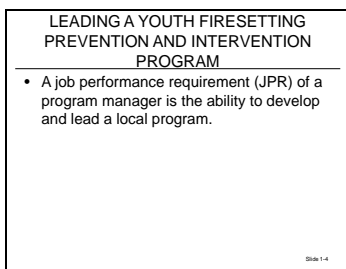 LEADING A YOUTH FIRESETTING
PREVENTION AND INTERVENTION
PROGRAM
• A job performance requirement (JPR) of a
program manager is the ability to develop
and lead a local program.
Slide 1-4